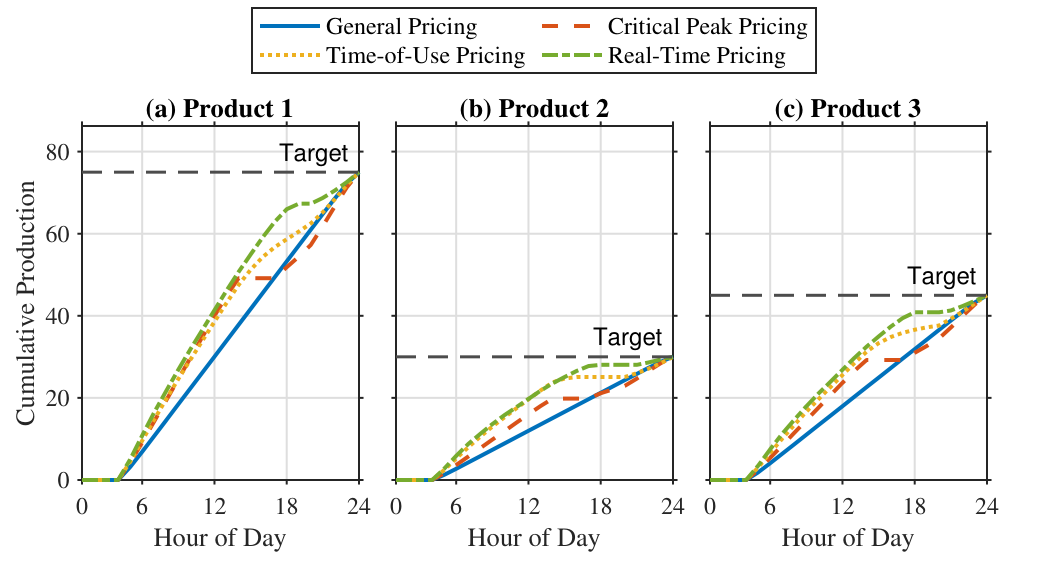 General Pricing
Critical Peak Pricing
Time-of-Use Pricing
Real-Time Pricing
(a) Product 1
(b) Product 2
(c) Product 3
Cumulative Production
80
60
40
20
0
Target
Target
Target
0 6 12 18 24
0 6 12 18 24
0 6 12 18 24
Hour of Day
Hour of Day
Hour of Day